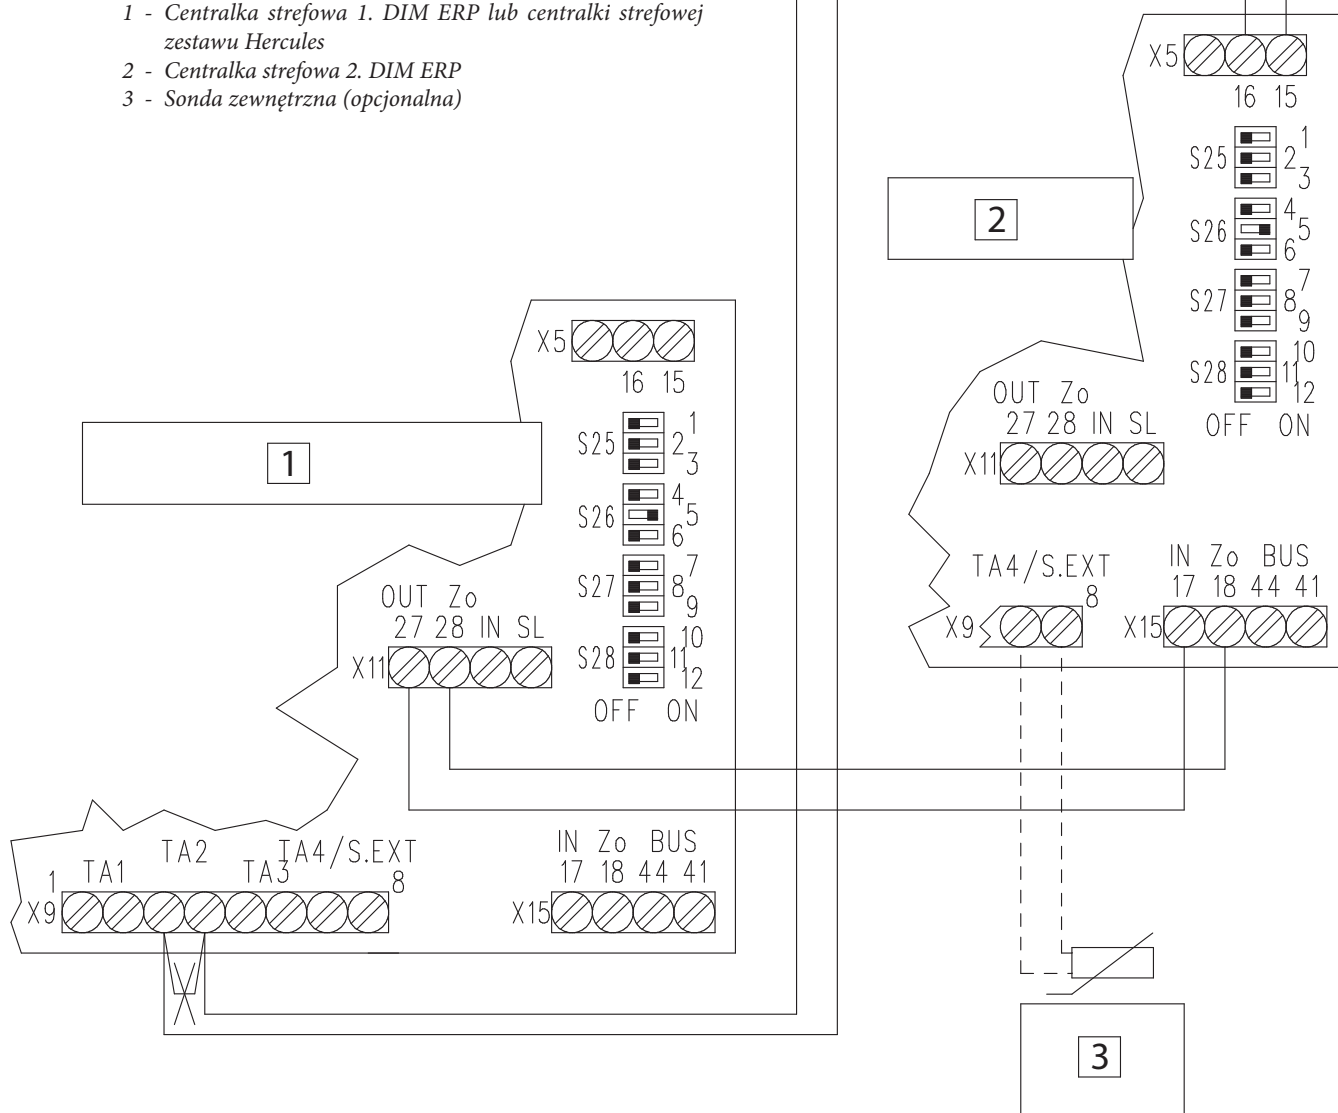 1 - Centralka strefowa 1. DIM ERP lub centralki strefowej
zestawu Hercules
2 - Centralka strefowa 2. DIM ERP
3 - Sonda zewnętrzna (opcjonalna)
X5
16 15
S25
1
2
3
S26
4
5
6
S27
7
8
9
S28
10
11
12
OFF ON
2
OUT Zo
27 28 IN SL
X11
TA4/S.EXT
8
X9
IN Zo BUS
17 18 44 41
X15
X5
16 15
1
S25
1
2
3
S26
4
5
6
S27
7
8
9
S28
10
11
12
OFF ON
OUT Zo
27 28 IN SL
X11
TA1 TA2 TA3 TA4/S.EXT
1 8
X9
IN Zo BUS
17 18 44 41
X15
3